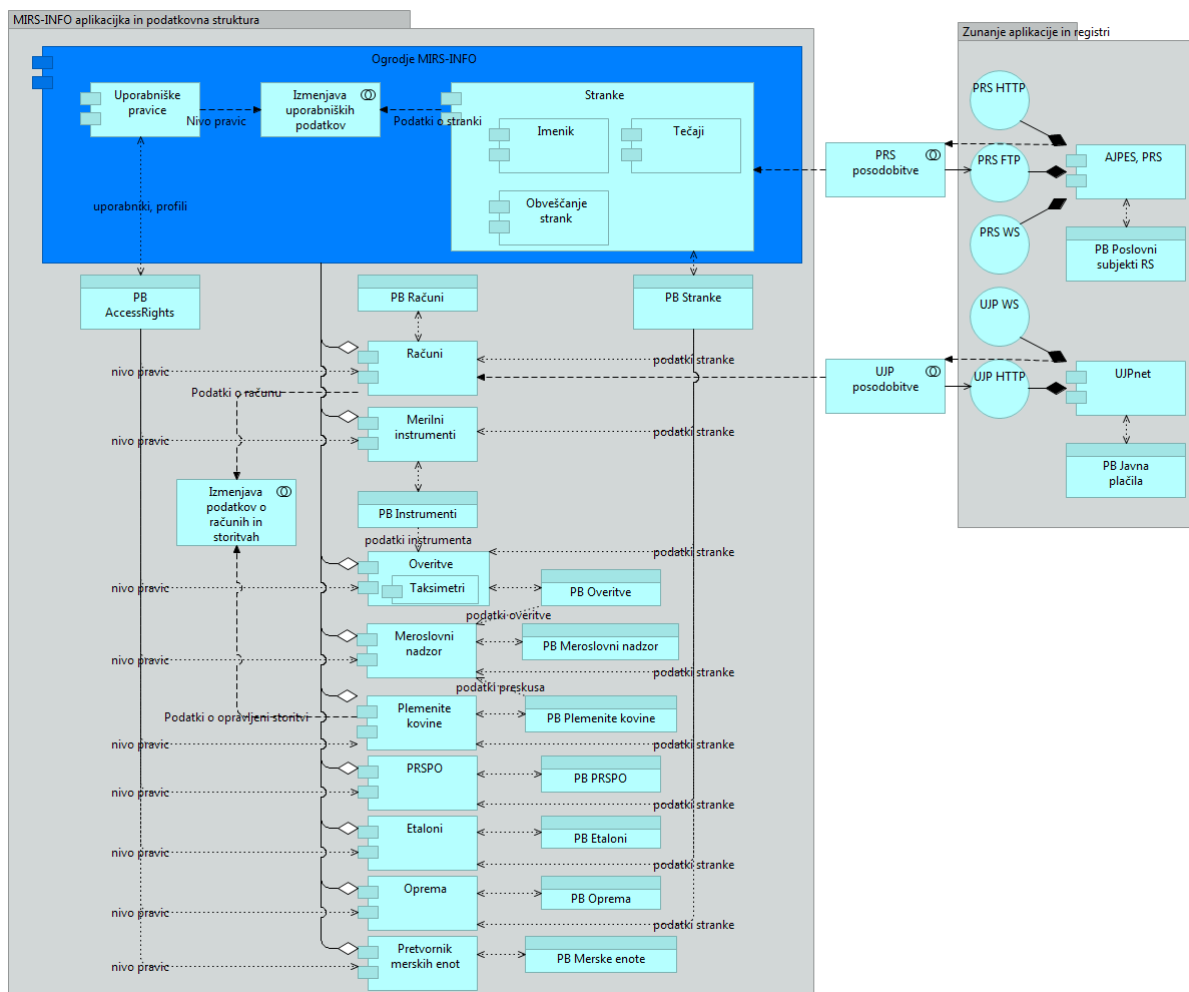 MIRS-INFO aplikacijka in podatkovna struktura
Zunanje aplikacije in registri
Ogrodje MIRS-INFO
Uporabniške
pravice
Nivo pravic
Izmenjava
uporabniških
podatkov
Podatki o stranki
Stranke
Imenik
Tečaji
Obveščanje
strank
uporabniki, profili
PRS HTTP
PRS
posodobitve
PRS FTP
AJPES, PRS
PRS WS
PB Poslovni
subjekti RS
PB
AccessRights
PB Računi
PB Stranke
UJP WS
Računi
podatki stranke
nivo pravic
UJP
posodobitve
UJP HTTP
UJPnet
Podatki o računu
Merilni
instrumenti
podatki stranke
nivo pravic
PB Javna
plačila
Izmenjava
podatkov o
računih in
storitvah
PB Instrumenti
podatki instrumenta
podatki stranke
Overitve
Taksimetri
nivo pravic
PB Overitve
podatki overitve
Meroslovni
nadzor
PB Meroslovni nadzor
nivo pravic
podatki stranke
podatki preskusa
Plemenite
kovine
Podatki o opravljeni storitvi
PB Plemenite kovine
nivo pravic
podatki stranke
PRSPO
PB PRSPO
nivo pravic
podatki stranke
Etaloni
PB Etaloni
nivo pravic
podatki stranke
Oprema
PB Oprema
nivo pravic
podatki stranke
Pretvornik
merskih enot
PB Merske enote
nivo pravic